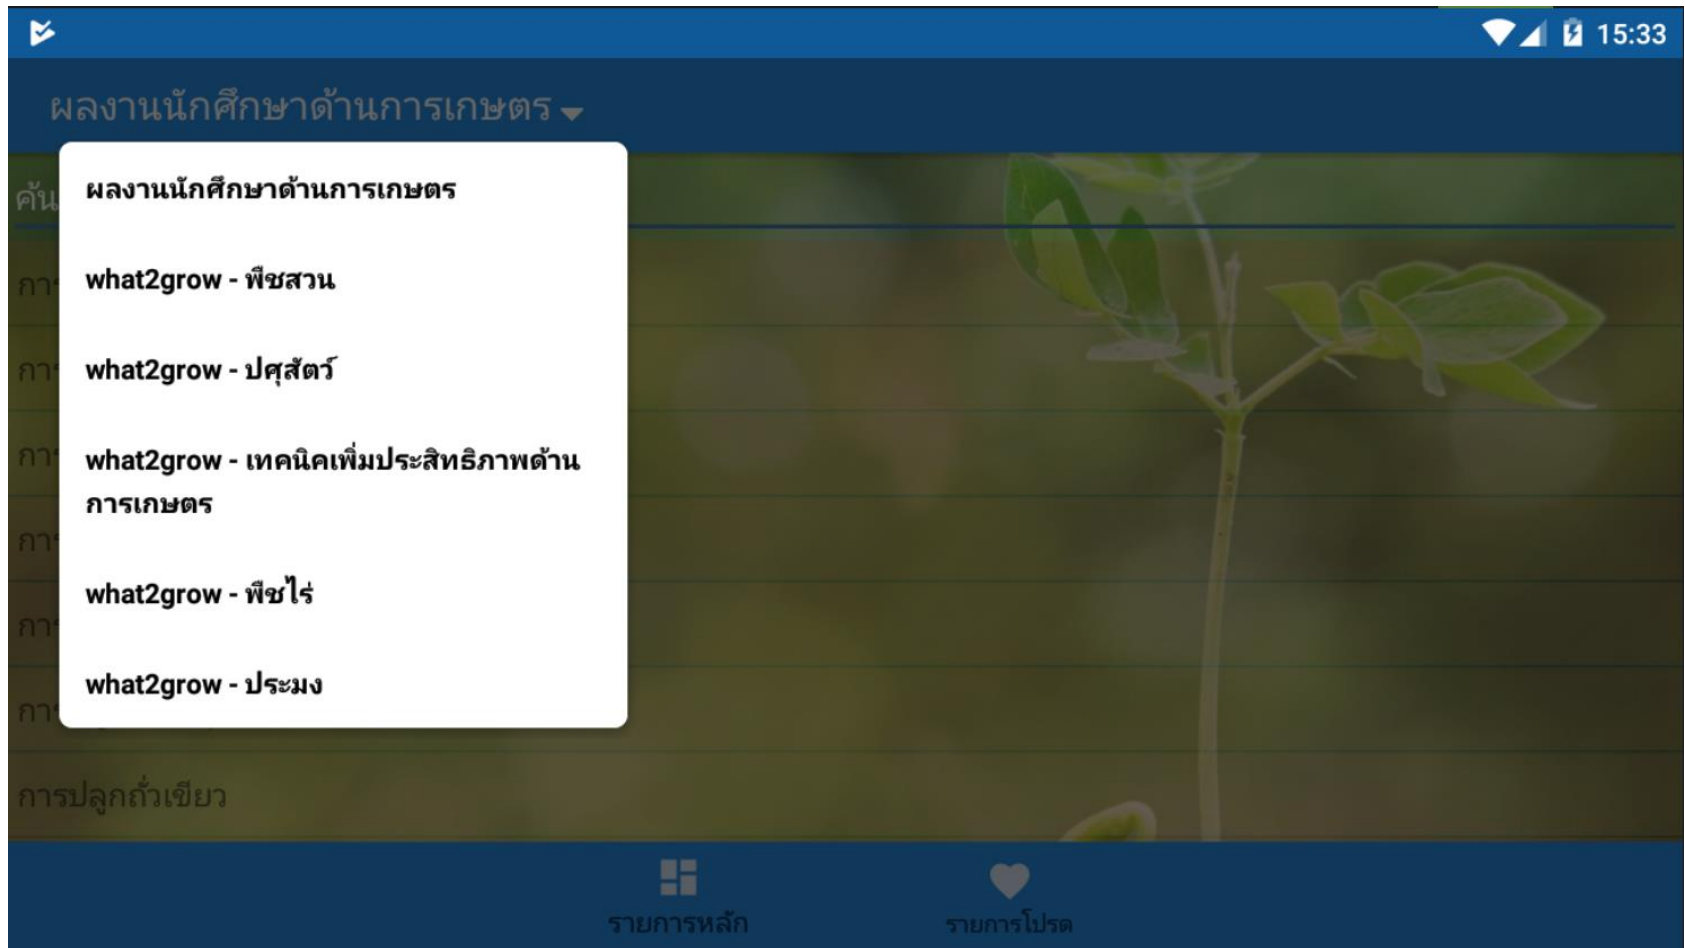 15:33
ผลงานนักศึกษาด้านการเกษตร
ผลงานนักศึกษาด้านการเกษตร
what2grow - พืชสวน
what2grow - ปศุสัตว์
what2grow - เทคนิคเพิ่มประสิทธิภาพด้าน
การเกษตร
what2grow - พืชไร่
what2grow - ประมง
การปลูกถั่วเขียว
รายการหลัก
รายการโปรด